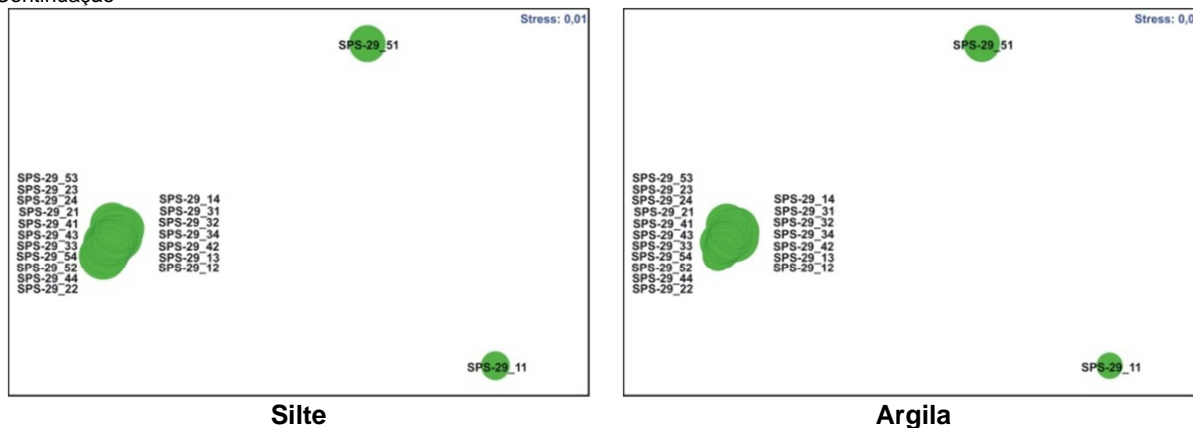 Continuação
Stress: 0,01
SPS-29_51
SPS-29_53
SPS-29_23
SPS-29_24
SPS-29_21
SPS-29_41
SPS-29_43
SPS-29_33
SPS-29_54
SPS-29_52
SPS-29_44
SPS-29_22
SPS-29_14
SPS-29_31
SPS-29_32
SPS-29_34
SPS-29_42
SPS-29_13
SPS-29_12
SPS-29_11
Silte
Stress: 0,0
SPS-29_51
SPS-29_53
SPS-29_23
SPS-29_24
SPS-29_21
SPS-29_41
SPS-29_43
SPS-29_33
SPS-29_54
SPS-29_52
SPS-29_44
SPS-29_22
SPS-29_14
SPS-29_31
SPS-29_32
SPS-29_34
SPS-29_42
SPS-29_13
SPS-29_12
SPS-29_11
Argila